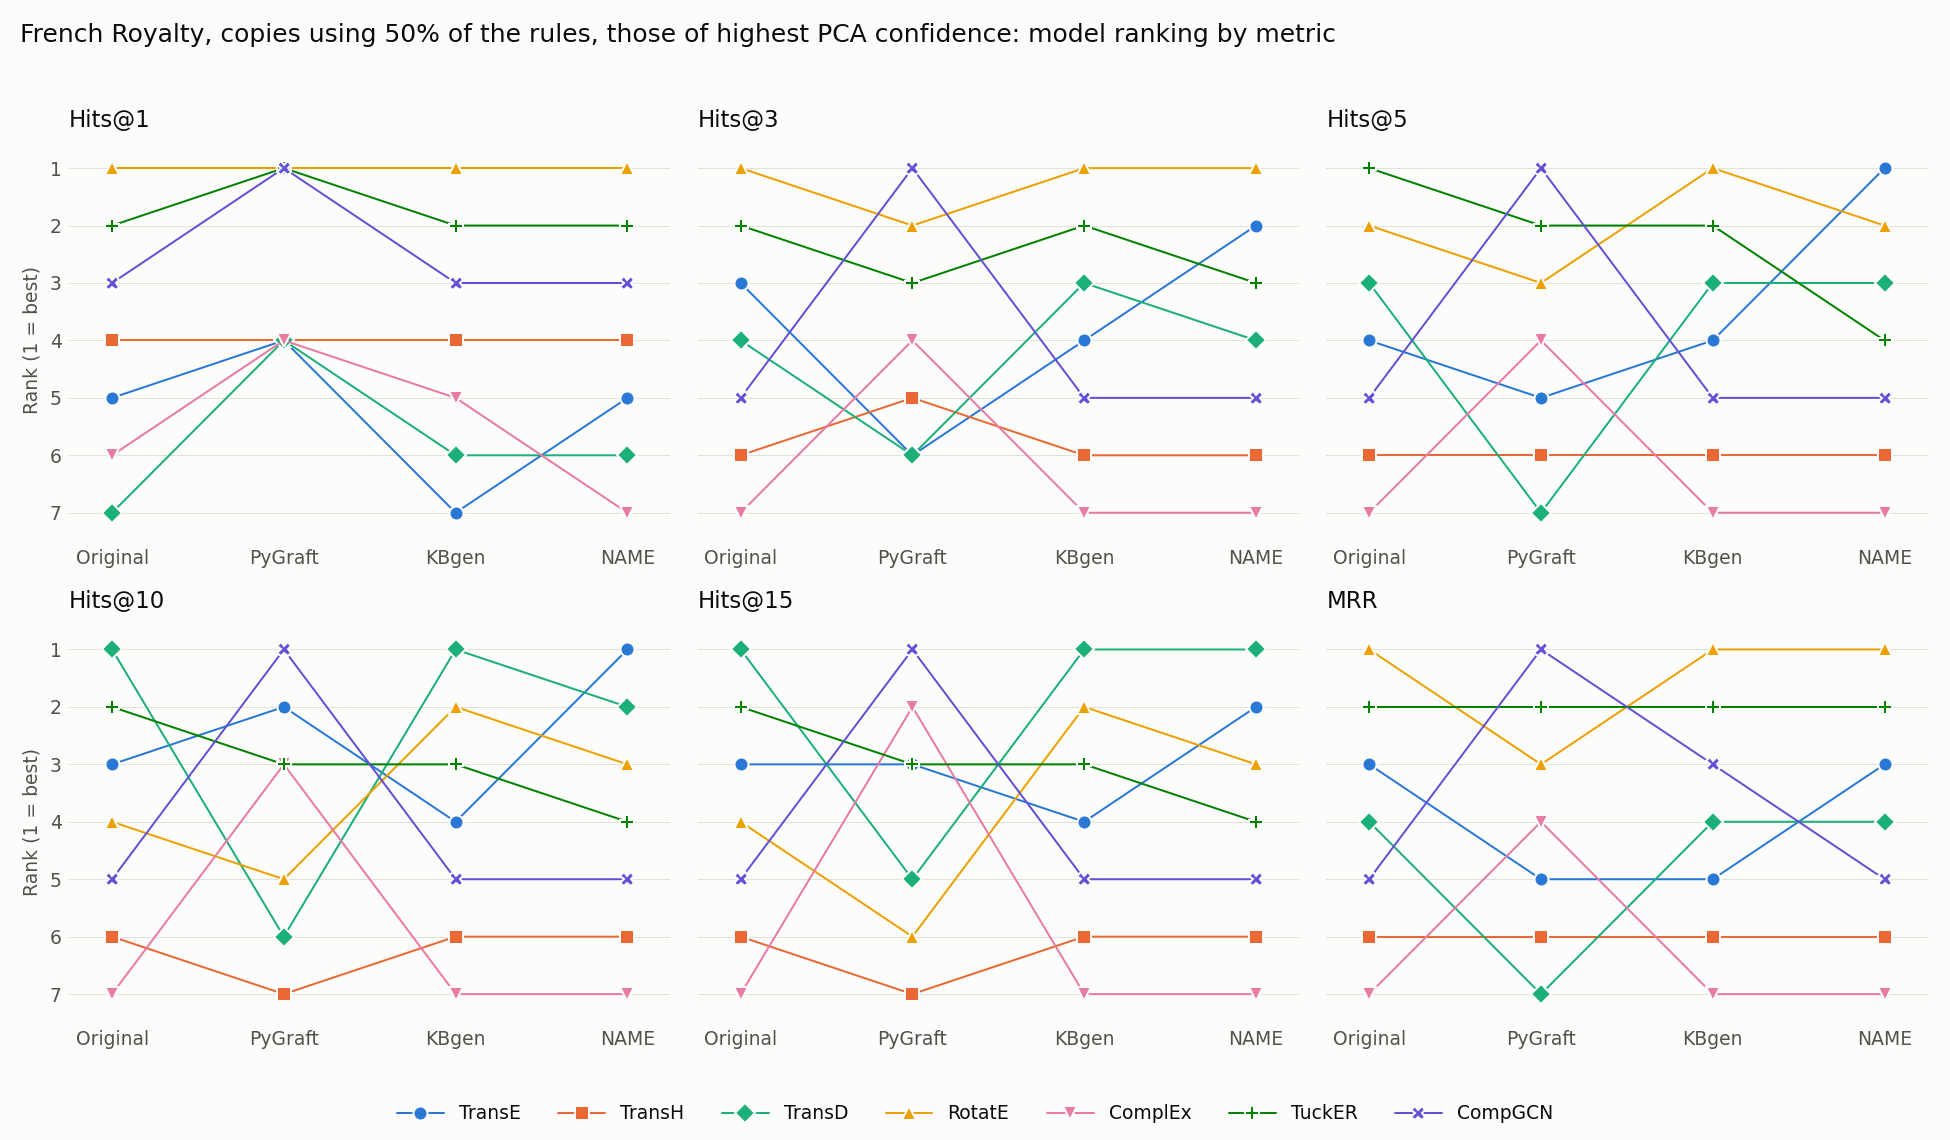 French Royalty, copies using 50% of the rules, those of highest PCA confidence: model ranking by metric
Hits@1
Hits@3
Hits@5
Rank (1 = best)
1
2
3
4
5
6
7
Original PyGraft KBgen NAME
Original PyGraft KBgen NAME
Original PyGraft KBgen NAME
Hits@10
Hits@15
MRR
Rank (1 = best)
1
2
3
4
5
6
7
Original PyGraft KBgen NAME
Original PyGraft KBgen NAME
Original PyGraft KBgen NAME
TransE TransH TransD RotatE ComplEx TuckER CompGCN